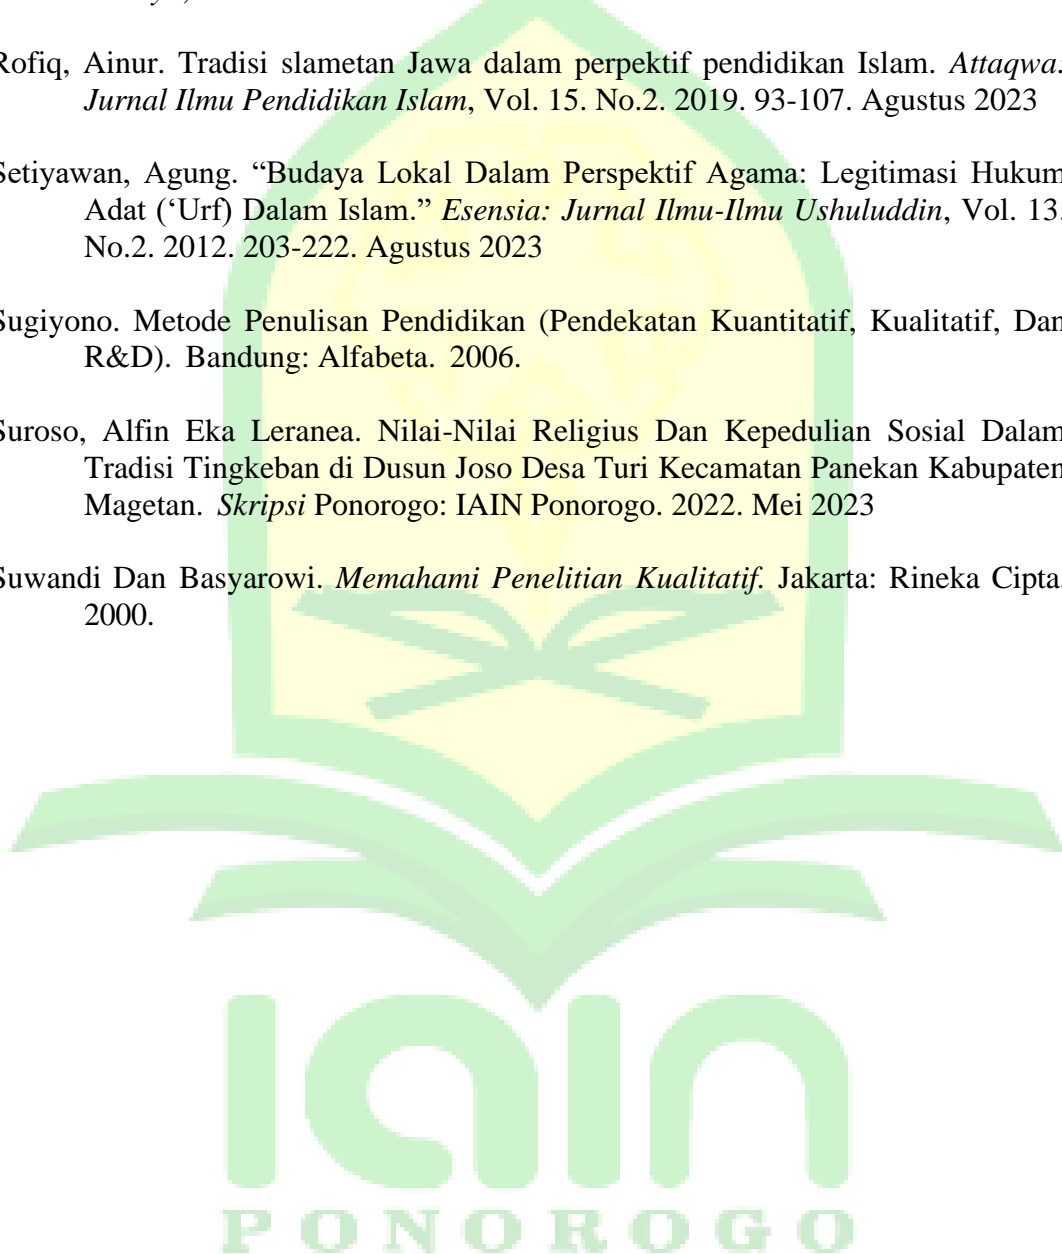 Rofiq, Ainur. Tradisi slametan Jawa dalam perpektif pendidikan Islam. Attaqwa:
Jurnal Ilmu Pendidikan Islam, Vol. 15. No.2. 2019. 93-107. Agustus 2023
Setiyawan, Agung. “Budaya Lokal Dalam Perspektif Agama: Legitimasi Hukum
Adat (‘Urf) Dalam Islam.” Esensia: Jurnal Ilmu-Ilmu Ushuluddin, Vol. 13.
No.2. 2012. 203-222. Agustus 2023
Sugiyono. Metode Penulisan Pendidikan (Pendekatan Kuantitatif, Kualitatif, Dan
R&D). Bandung: Alfabeta. 2006.
Suroso, Alfin Eka Leranea. Nilai-Nilai Religius Dan Kepedulian Sosial Dalam
Tradisi Tingkeban di Dusun Joso Desa Turi Kecamatan Panekan Kabupaten
Magetan. Skripsi Ponorogo: IAIN Ponorogo. 2022. Mei 2023
Suwandi Dan Basyarowi. Memahami Penelitian Kualitatif. Jakarta: Rineka Cipta.
2000.
iain
PONOROGO